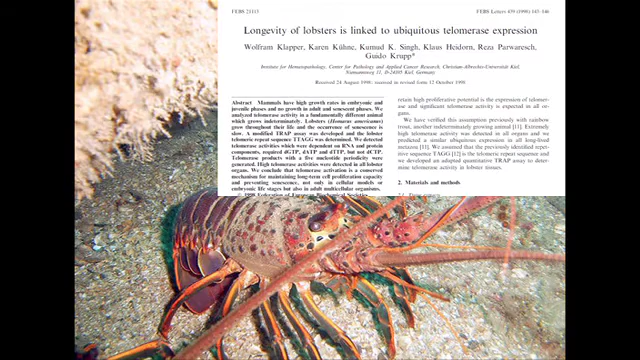 FEBS 21113
FEBS Letters 439 (1998) 143–146
Longevity of lobsters is linked to ubiquitous telomerase expression
Wolfram Klapper, Karen Kühne, Kumud K. Singh, Klaus Heidorn, Reza Parwaresch,
Guido Krupp*
Institute for Hematopathology, Center for Pathology and Applied Cancer Research, Christian-Albrechts-Universität Kiel,
Niemannsweg 11, D-24105 Kiel, Germany
Received 24 August 1998; received in revised form 12 October 1998
Abstract Mammals have high growth rates in embryonic and
juvenile phases and no growth in adult and senescent phases. We
analyzed telomerase activity in a fundamentally different animal
which grows indeterminately. Lobsters (Homarus americanus)
grow throughout their life and the occurrence of senescence is
slow. A modified TRAP assay was developed and the lobster
telomeric repeat sequence TTAGG was determined. We detected
telomerase activities which were dependent on RNA and protein
components, required dGTP, dATP and dTTP, but not dCTP.
Telomerase products with a five nucleotide periodicity were
generated. High telomerase activities were detected in all lobster
organs. We conclude that telomerase activation is a conserved
mechanism for maintaining long-term cell proliferation capacity
and preventing senescence, not only in cellular models or
embryonic life stages but also in adult multicellular organisms.
© 1998 Federation of European Biochemical Societies.
retain high proliferative potential is the expression of telomer-
ase and significant telomerase activity is expected in all or-
gans.
We have verified this assumption previously with rainbow
trout, another indeterminately growing animal [11]. Extremely
high telomerase activity was detected in all organs and we
predicted a similar ubiquitous expression in all long-lived
metazoa [11]. We assumed that the previously identified repet-
itive sequence TAGG [12] is the telomeric repeat sequence and
we developed an adapted quantitative TRAP assay to deter-
mine telomerase activity in lobster tissues.
2. Materials and methods